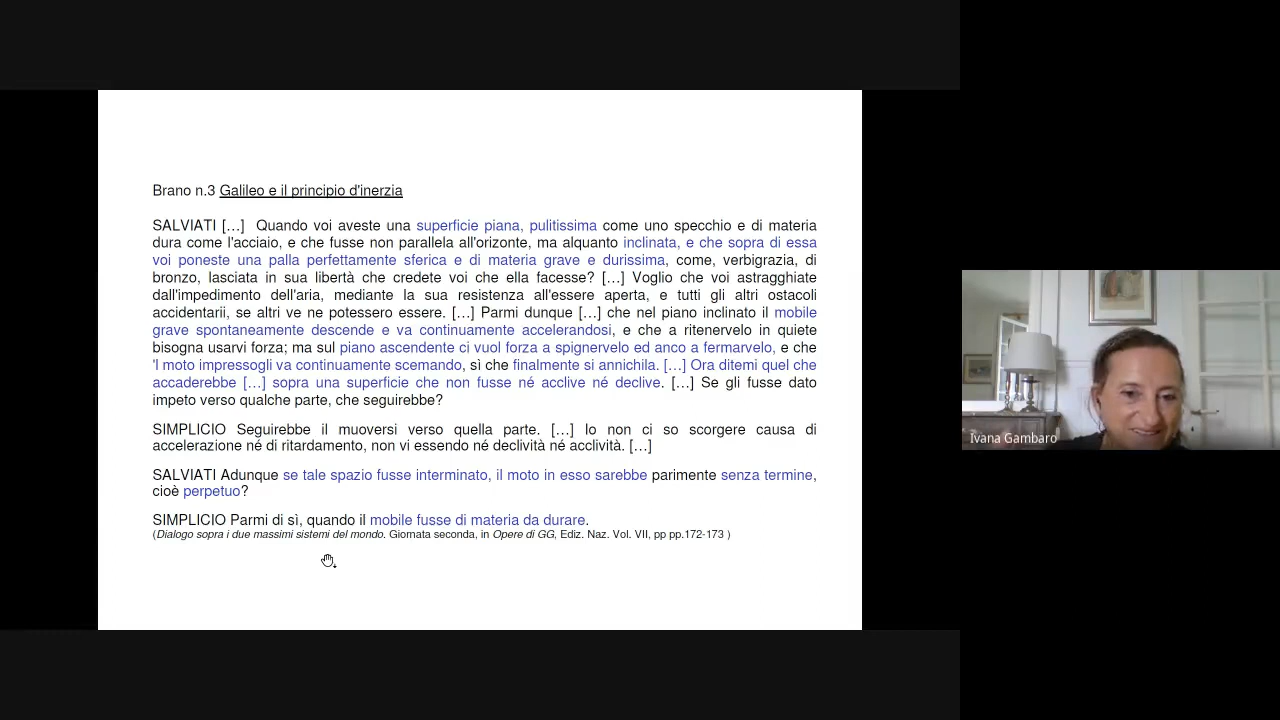 Brano n.3 Galileo e il principio d'inerzia
SALVIATI […] Quando voi aveste una superficie piana, pulitissima come uno specchio e di materia
dura come l'acciaio, e che fusse non parallela all'orizonte, ma alquanto inclinata, e che sopra di essa
voi poneste una palla perfettamente sferica e di materia grave e durissima, come, verbigrazia, di
bronzo, lasciata in sua libertà che credete voi che ella facesse? […] Voglio che voi astragghiate
dall'impedimento dell'aria, mediante la sua resistenza all'essere aperta, e tutti gli altri ostacoli
accidentarii, se altri ve ne potessero essere. […] Parmi dunque […] che nel piano inclinato il mobile
grave spontaneamente descende e va continuamente accelerandosi, e che a ritenervelo in quiete
bisogna usarvi forza; ma sul piano ascendente ci vuol forza a spignervelo ed anco a fermarvelo, e che
'l moto impressogli va continuamente scemando, sì che finalmente si annichila. […] Ora ditemi quel che
accaderebbe […] sopra una superficie che non fusse né acclive né declive. […] Se gli fusse dato
impeto verso qualche parte, che seguirebbe?
SIMPLICIO Seguirebbe il muoversi verso quella parte. […] Io non ci so scorgere causa di
accelerazione né di ritardamento, non vi essendo né declività né acclività. […]
SALVIATI Adunque se tale spazio fusse interminato, il moto in esso sarebbe parimente senza termine,
cioè perpetuo?
SIMPLICIO Parmi di sì, quando il mobile fusse di materia da durare.
(Dialogo sopra i due massimi sistemi del mondo. Giornata seconda, in Opere di GG, Ediz. Naz. Vol. VII, pp pp.172-173 )
Ivana Gambaro